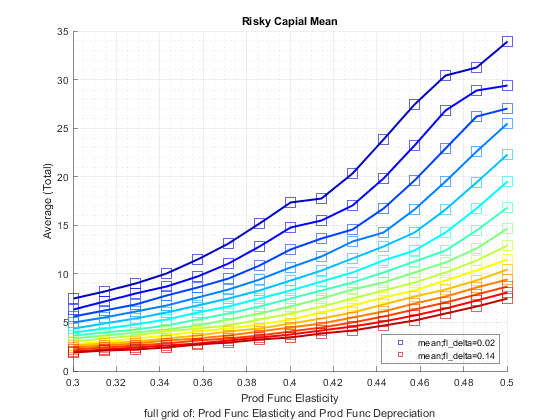 Risky Capial Mean
Average (Total)
35
30
25
20
15
10
5
0
0.3 0.32 0.34 0.36 0.38 0.4 0.42 0.44 0.46 0.48 0.5
mean;fl_delta=0.02
mean;fl_delta=0.14
Prod Func Elasticity
full grid of: Prod Func Elasticity and Prod Func Depreciation